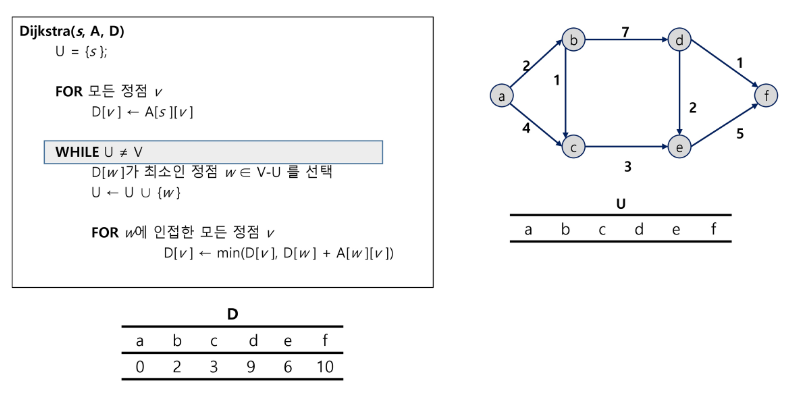 Dijkstra(s, A, D)
U = {s};
FOR 모든 정점 v
D[v] ← A[s][v]
WHILE U ≠ V
D[w]가 최소인 정점 w ∈ V-U 를 선택
U ← U ∪ {w}
FOR w에 인접한 모든 정점 v
D[v] ← min(D[v], D[w] + A[w][v])
b 7 d
2 1 1
a f
4 2 5
c 3 e
U
a b c d e f
D
a b c d e f
0 2 3 9 6 10